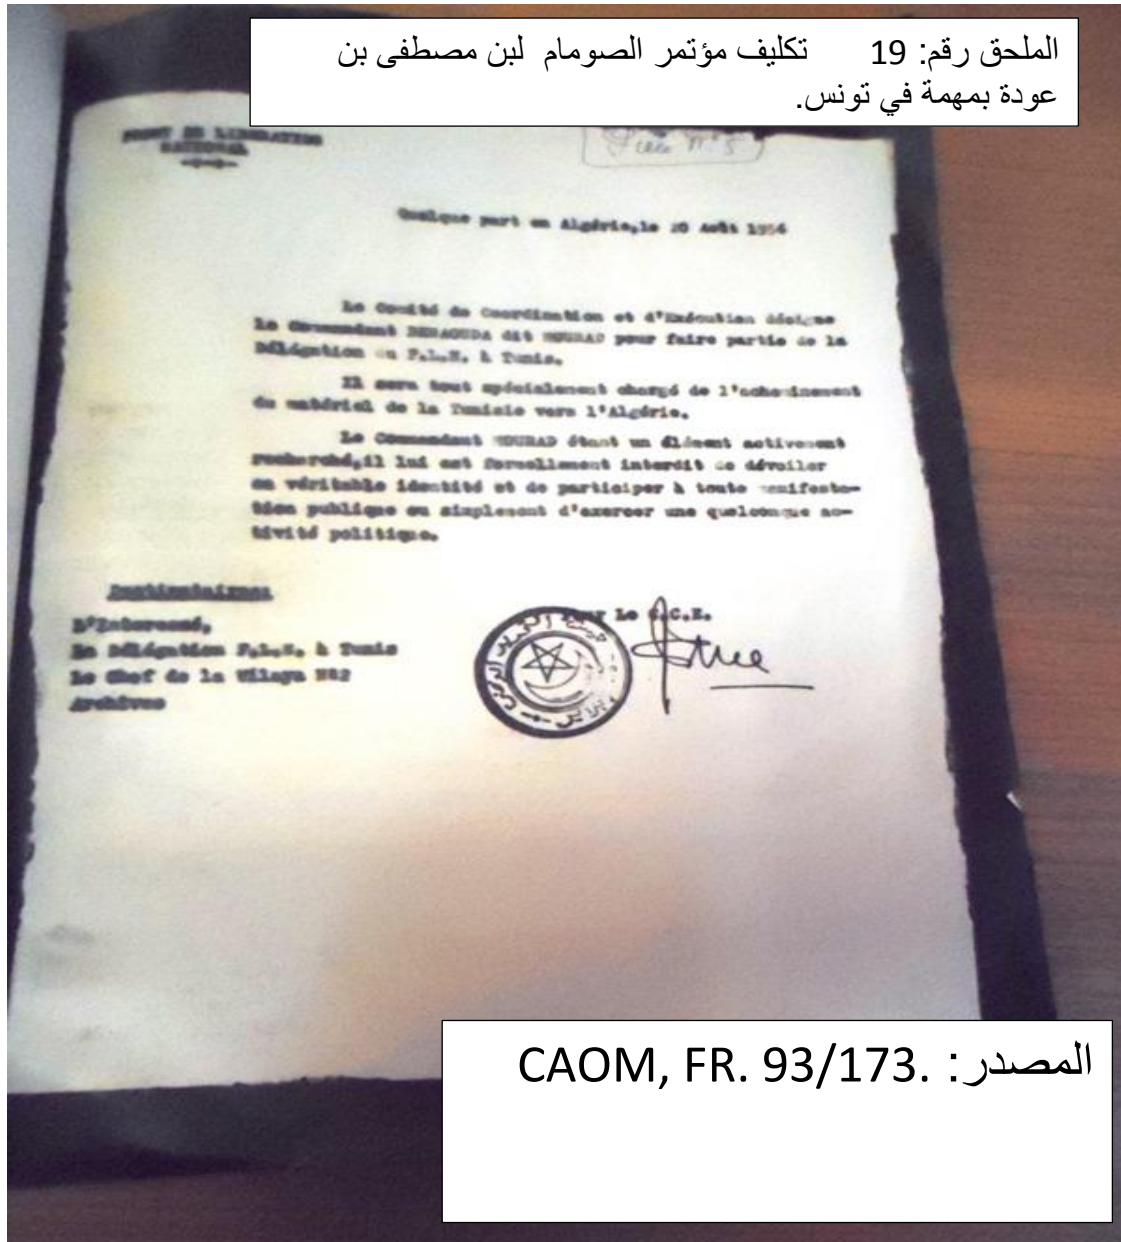 الملحق رقم: 19 تكليف مؤتمر الصومام لبن مصطفى بن
عودة بمهمة في تونس.
FRONT DE LIBERATION
NATIONAL
Quelque part en Algérie,le 20 Août 1956
Le Comité de Coordination et d'Exécution désigne
Le Commandant BENAOUDA dit MOURAD pour faire partie de la
Délégation du F.L.N. à Tunis.
Il sera tout spécialement chargé de l'acheminement
du matériel de la Tunisie vers l'Algérie.
Le Commandant MOURAD étant un élément activement
recherché,il lui est formellement interdit de dévoiler
sa véritable identité et de participer à toute manifesta-
tion publique ou simplement d'exercer une quelconque ac-
tivité politique.
Destinataires:
L'Interessé,
La Délégation F.L.N. à Tunis
Le Chef de la Wilaya N°2
Archives
Pour Le C.C.E.
جبهة التحرير الوطني
المصدر: CAOM, FR. 93/173.